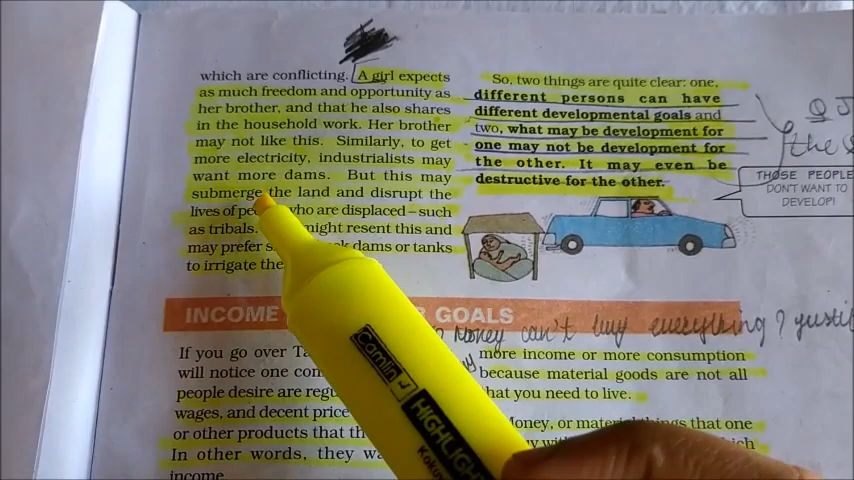 which are conflicting. A girl expects
as much freedom and opportunity as
her brother, and that he also shares
in the household work. Her brother
may not like this. Similarly, to get
more electricity, industrialists may
want more dams. But this may
submerge the land and disrupt the
lives of who are displaced – such
as tribals. might resent this and
may prefer dams or tanks
to irrigate
So, two things are quite clear: one,
different persons can have
different developmental goals and
two, what may be development for
one may not be development for
the other. It may even be
destructive for the other.
Q
the
THOSE PEOPLE
DON'T WANT TO
DEVELOP!
INCOME GOALS
Money can't buy everything? justif
If you go over
will notice one
people desire are
wages, and decent price
or other products that
In other words, they
income
more income or more consumption
because material goods are not all
that you need to live.
Money, or material things that one
Camlin
HIGHLIGH
Koku